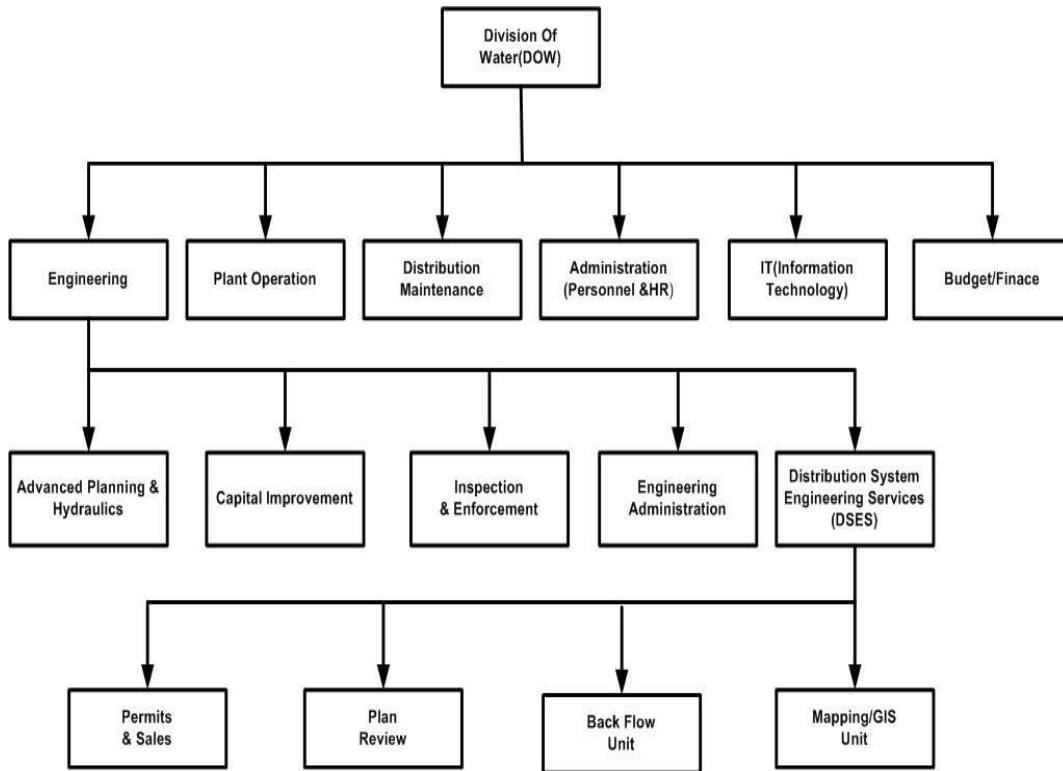 Division Of
Water(DOW)
Engineering
Plant Operation
Distribution
Maintenance
Administration
(Personnel &HR)
IT(Information
Technology)
Budget/Finace
Advanced Planning &
Hydraulics
Capital Improvement
Inspection
& Enforcement
Engineering
Administration
Distribution System
Engineering Services
(DSES)
Permits
& Sales
Plan
Review
Back Flow
Unit
Mapping/GIS
Unit